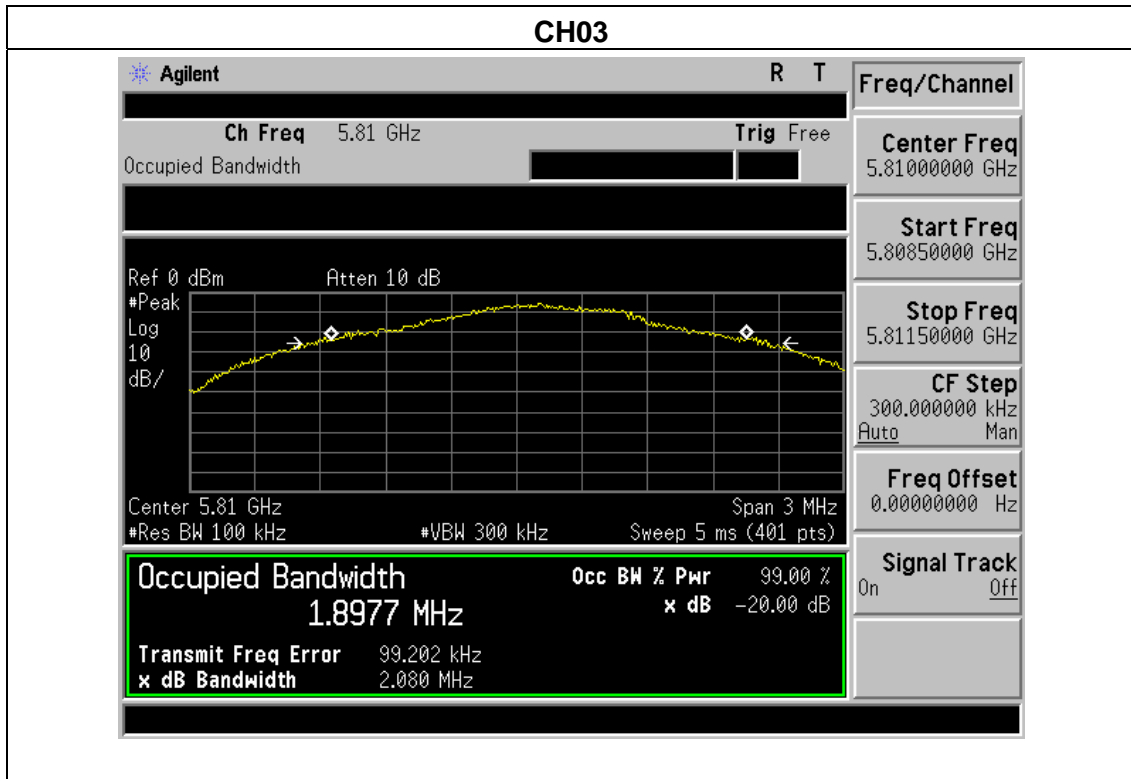 CH03
Agilent R T
Freq/Channel
Ch Freq 5.81 GHz Trig Free
Occupied Bandwidth
Center Freq
5.81000000 GHz
Start Freq
5.80850000 GHz
Stop Freq
5.81150000 GHz
CF Step
300.000000 kHz
Auto Man
Freq Offset
0.00000000 Hz
Signal Track
On Off
Ref 0 dBm Atten 10 dB
#Peak
Log
10
dB/
Center 5.81 GHz Span 3 MHz
#Res BW 100 kHz #VBW 300 kHz Sweep 5 ms (401 pts)
Occupied Bandwidth Occ BW % Pwr 99.00 %
1.8977 MHz x dB -20.00 dB
Transmit Freq Error 99.202 kHz
x dB Bandwidth 2.080 MHz